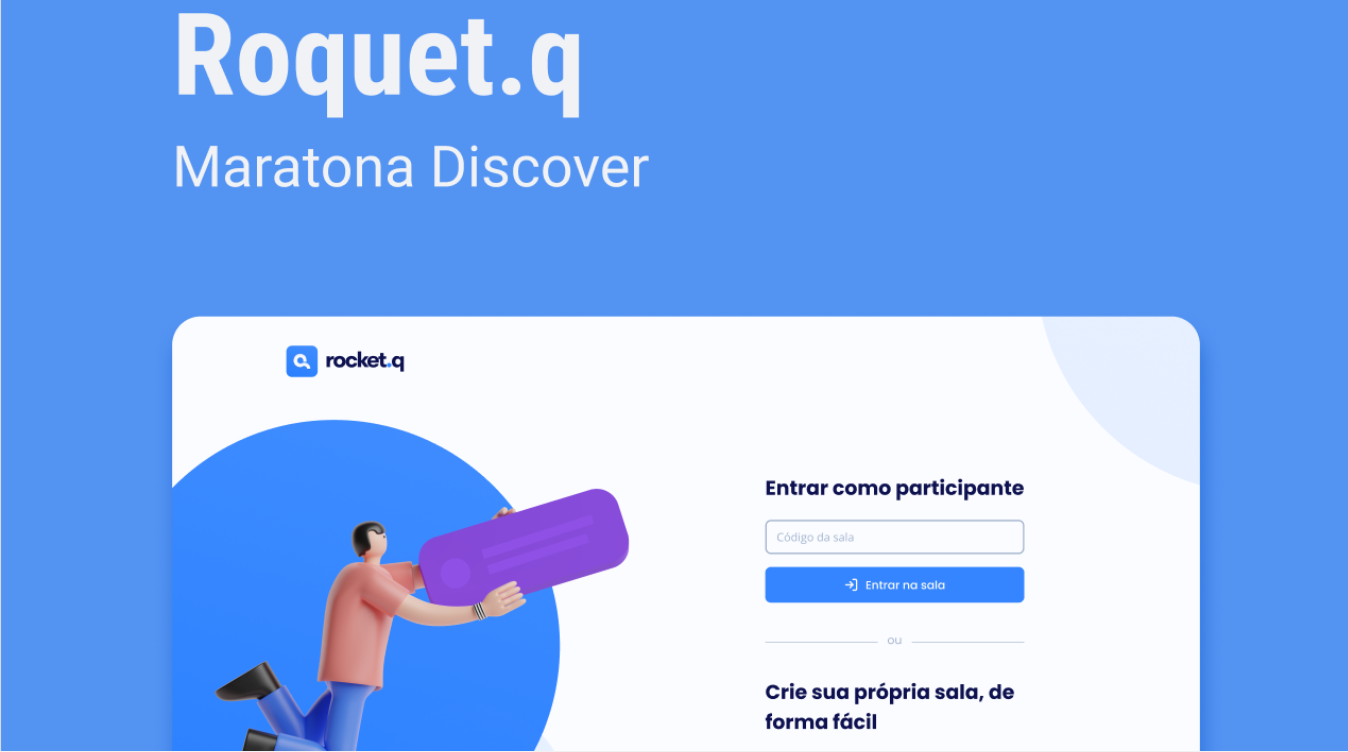 Roquet.q
Maratona Discover
rocket.q
Entrar como participante
Código da sala
Entrar na sala
ou
Crie sua própria sala, de
forma fácil